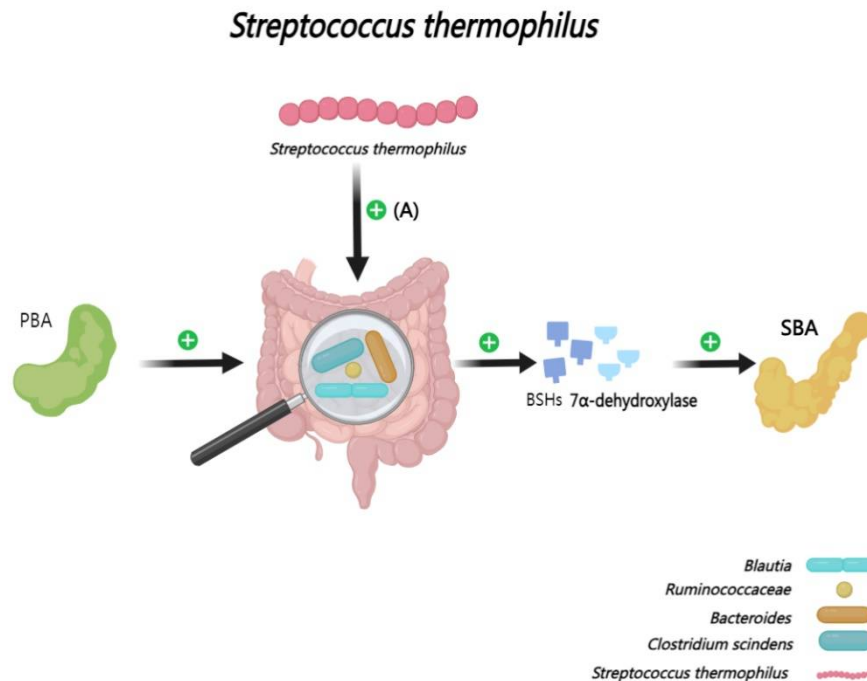 Streptococcus thermophilus
Streptococcus thermophilus
(A)
PBA
SBA
BSHs 7α-dehydroxylase
Blautia
Ruminococcaceae
Bacteroides
Clostridium scindens
Streptococcus thermophilus